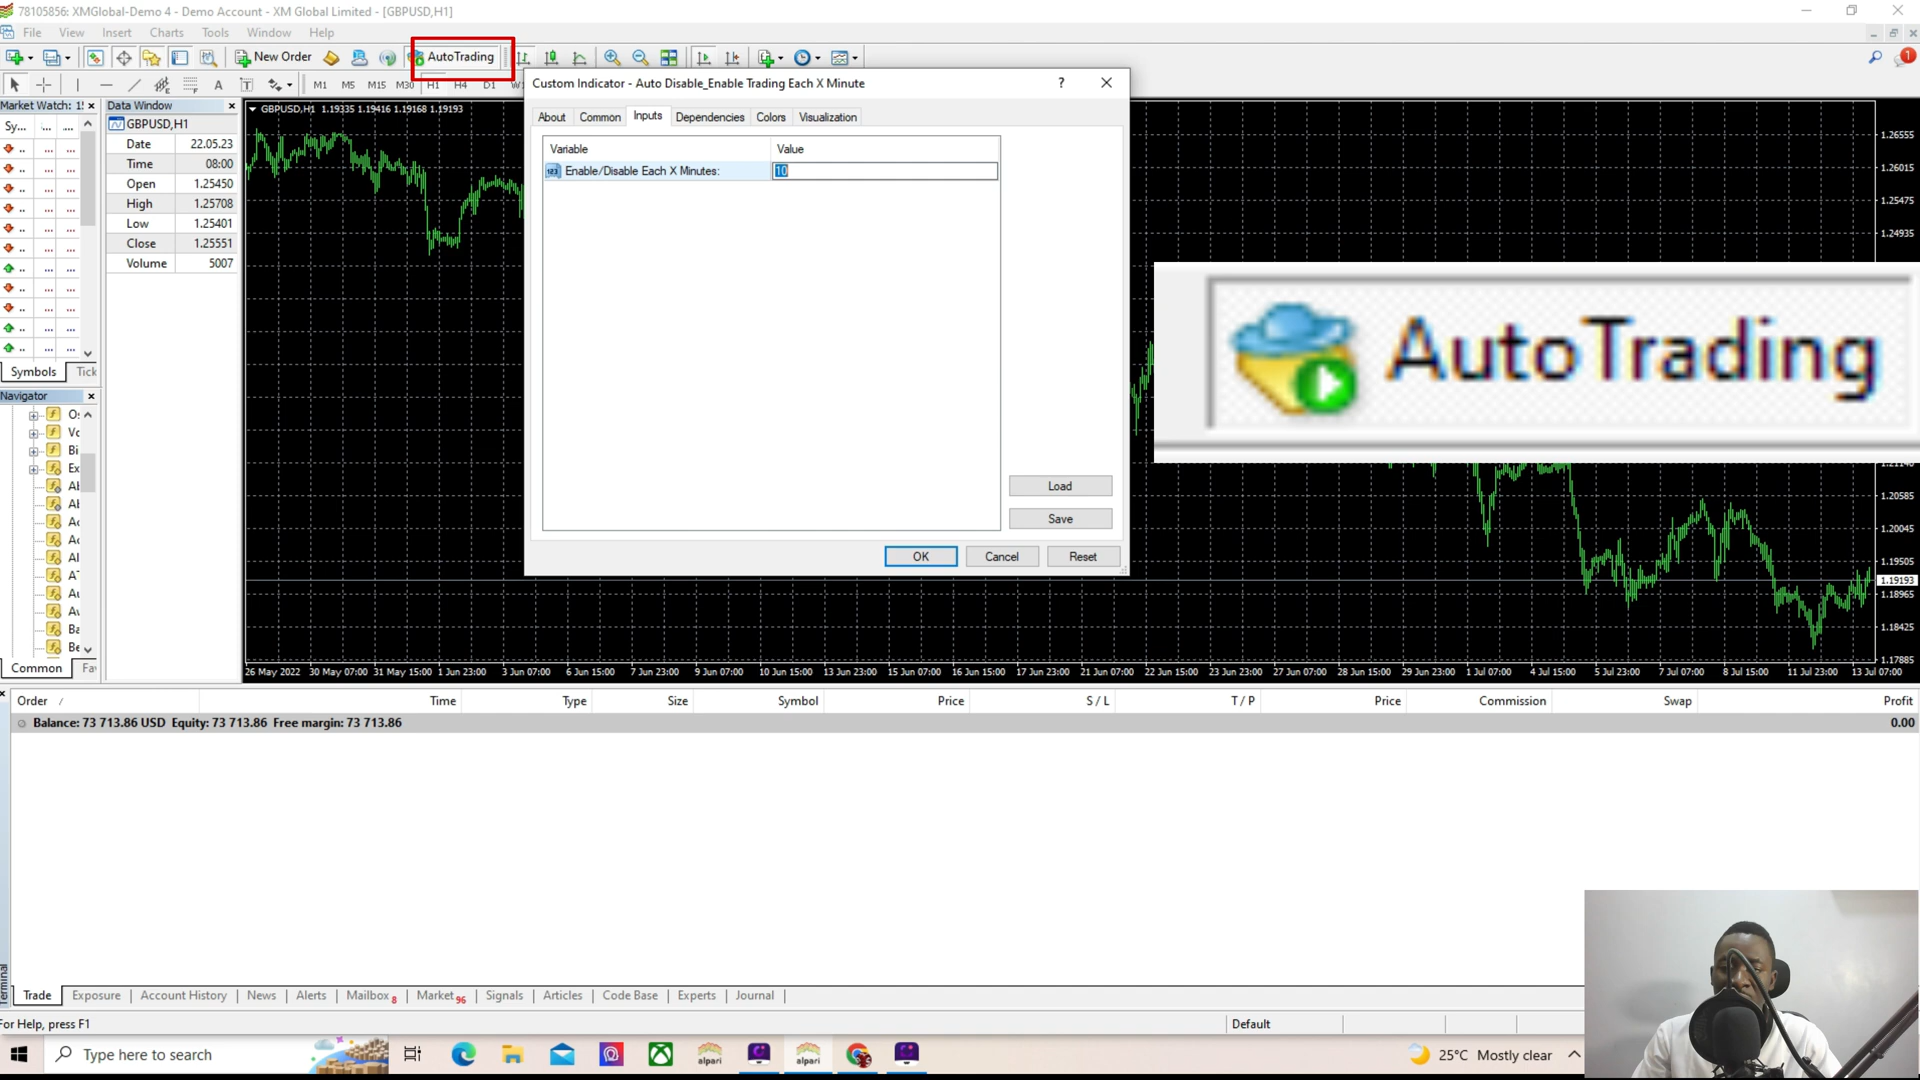 78105856: XMGlobal-Demo 4 - Demo Account - XM Global Limited - [GBPUSD,H1]
File View Insert Charts Tools Window Help
New Order AutoTrading
M1 M5 M15 M30 H1 H4 D1
Custom Indicator - Auto Disable_Enable Trading Each X Minute
About Common Inputs Dependencies Colors Visualization
Variable Value
Enable/Disable Each X Minutes: 10
Load
Save
OK Cancel Reset
Market Watch: 1!
Sy...
Symbols Tick
Data Window
GBPUSD,H1
Date 22.05.23
Time 08:00
Open 1.25450
High 1.25708
Low 1.25401
Close 1.25551
Volume 5007
GBPUSD,H1 1.19335 1.19416 1.19168 1.19193
1.26555
1.26015
1.25475
1.24935
AutoTrading
1.21140
1.20585
1.20045
1.19505
1.19193
1.18965
1.18425
1.17885
Navigator
Vo
Bi
Ex
Common Fa
26 May 2022 30 May 07:00 31 May 15:00 1 Jun 23:00 3 Jun 07:00 6 Jun 15:00 7 Jun 23:00 9 Jun 07:00 10 Jun 15:00 13 Jun 23:00 15 Jun 07:00 16 Jun 15:00 17 Jun 23:00 21 Jun 07:00 22 Jun 15:00 23 Jun 23:00 27 Jun 07:00 28 Jun 15:00 29 Jun 23:00 1 Jul 07:00 4 Jul 15:00 5 Jul 23:00 7 Jul 07:00 8 Jul 15:00 11 Jul 23:00 13 Jul 07:00
Order Time Type Size Symbol Price S / L T / P Price Commission Swap Profit
Balance: 73 713.86 USD Equity: 73 713.86 Free margin: 73 713.86 0.00
Terminal
Trade Exposure Account History News Alerts Mailbox 8 Market 96 Signals Articles Code Base Experts Journal
For Help, press F1 Default
Type here to search
alpari alpari
25°C Mostly clear